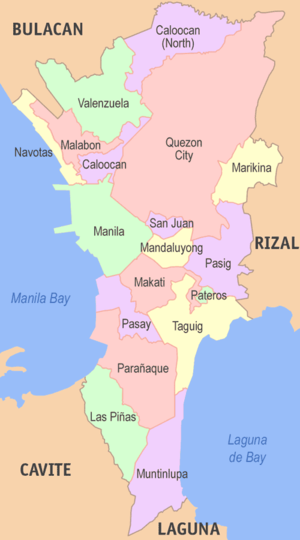 BULACAN
Caloocan
(North)
Valenzuela
Quezon
City
Malabon
Navotas
Caloocan
Marikina
Manila
San Juan
Mandaluyong
RIZAL
Pasig
Makati
Pateros
Manila Bay
Pasay
Taguig
Parañaque
Las Piñas
Laguna
de Bay
CAVITE
Muntinlupa
LAGUNA